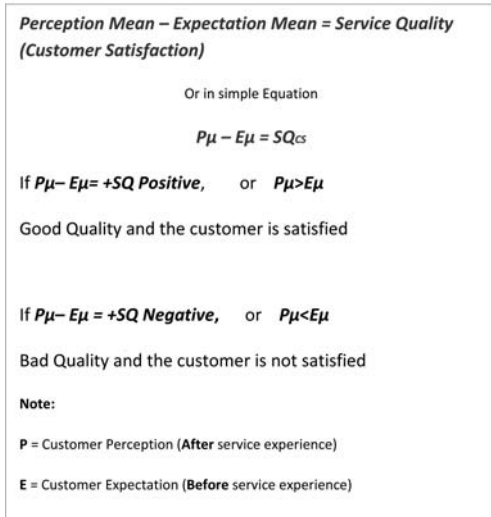 Perception Mean – Expectation Mean = Service Quality
(Customer Satisfaction)
Or in simple Equation
Pμ – Eμ = SQcs
If Pμ– Eμ= +SQ Positive, or Pμ>Eμ
Good Quality and the customer is satisfied
If Pμ– Eμ = +SQ Negative, or Pμ<Eμ
Bad Quality and the customer is not satisfied
Note:
P = Customer Perception (After service experience)
E = Customer Expectation (Before service experience)